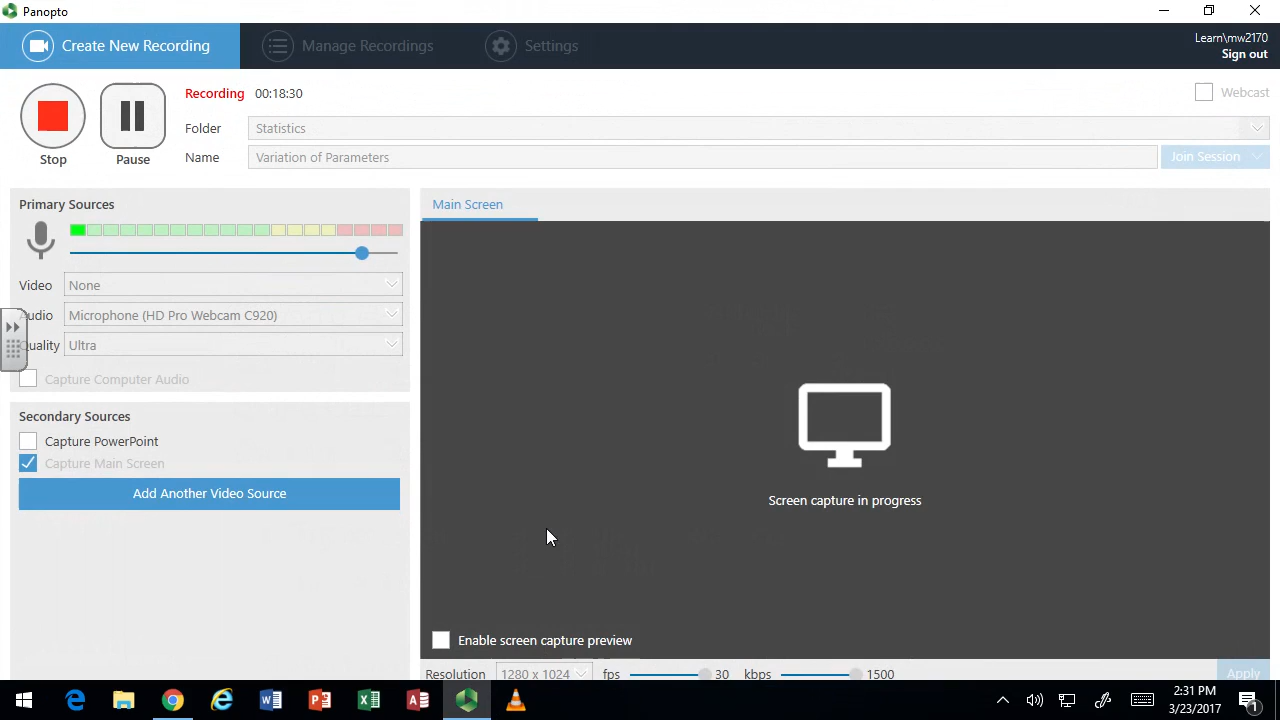 Panopto
Create New Recording
Manage Recordings
Settings
Learn\mw2170
Sign out
Recording 00:18:30
Webcast
Folder Statistics
Name Variation of Parameters
Join Session
Stop Pause
Primary Sources
Video None
Audio Microphone (HD Pro Webcam C920)
Quality Ultra
Capture Computer Audio
Secondary Sources
Capture PowerPoint
Capture Main Screen
Add Another Video Source
Main Screen
Screen capture in progress
Enable screen capture preview
Resolution 1280 x 1024 fps 30 kbps 1500 Apply
2:31 PM
3/23/2017
1